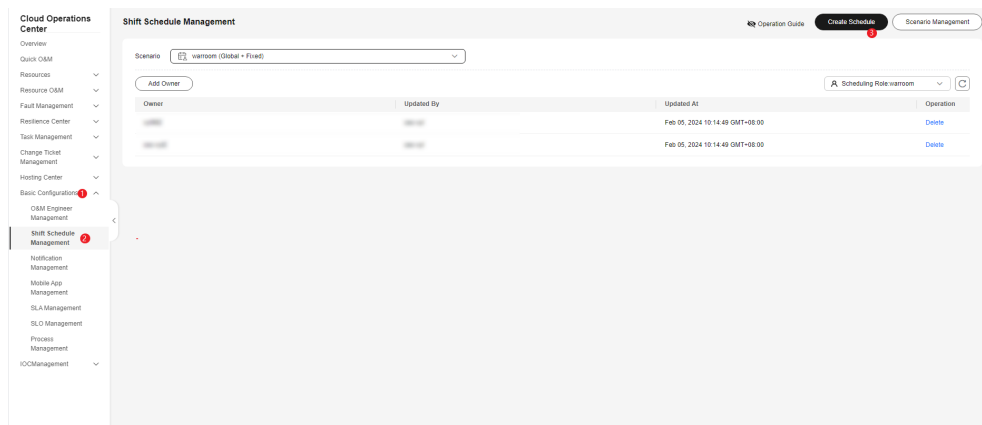 Cloud Operations
Center
Overview
Quick O&M
Resources
Resource O&M
Fault Management
Resilience Center
Task Management
Change Ticket
Management
Hosting Center
Basic Configurations 1
O&M Engineer
Management
Shift Schedule
Management 2
Notification
Management
Mobile App
Management
SLA Management
SLO Management
Process
Management
IOCManagement
Shift Schedule Management
Operation Guide
Create Schedule
3
Scenario Management
Scenario warroom (Global + Fixed)
Add Owner
Scheduling Role:warroom
Owner Updated By Updated At Operation
Feb 05, 2024 10:14:49 GMT+08:00 Delete
Feb 05, 2024 10:14:49 GMT+08:00 Delete